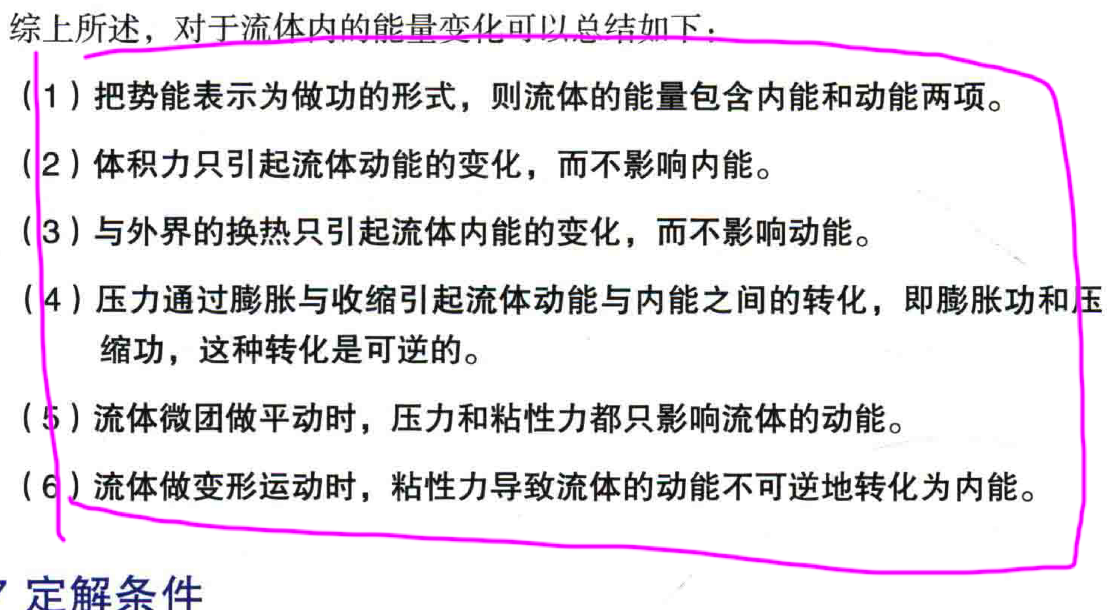 综上所述，对于流体内的能量变化可以总结如下：
（1）把势能表示为做功的形式，则流体的能量包含内能和动能两项。
（2）体积力只引起流体动能的变化，而不影响内能。
（3）与外界的换热只引起流体内能的变化，而不影响动能。
（4）压力通过膨胀与收缩引起流体动能与内能之间的转化，即膨胀功和压
缩功，这种转化是可逆的。
（5）流体微团做平动时，压力和粘性力都只影响流体的动能。
（6）流体做变形运动时，粘性力导致流体的动能不可逆地转化为内能。
7 定解条件